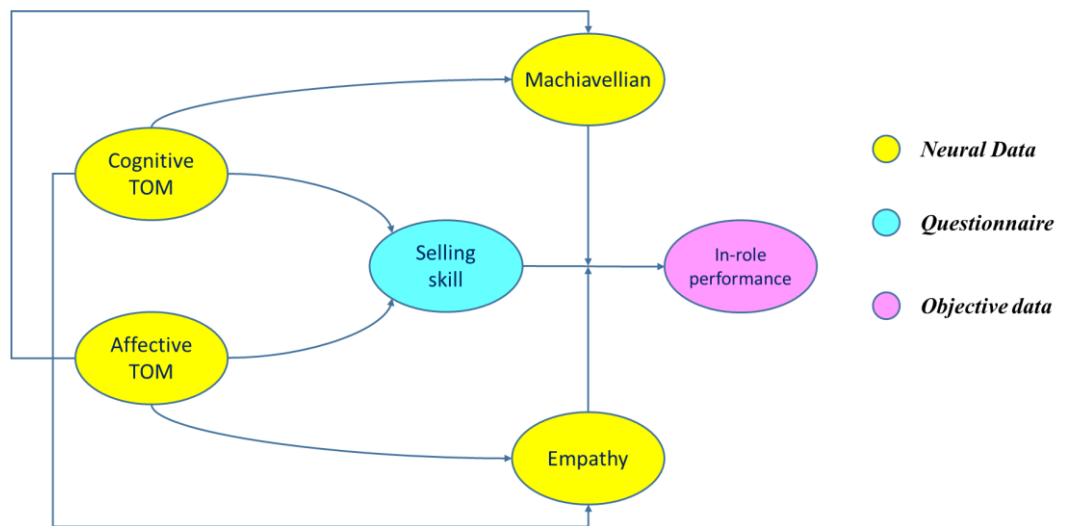 Machiavellian
Cognitive
TOM
Selling
skill
In-role
performance
Affective
TOM
Empathy
Neural Data
Questionnaire
Objective data